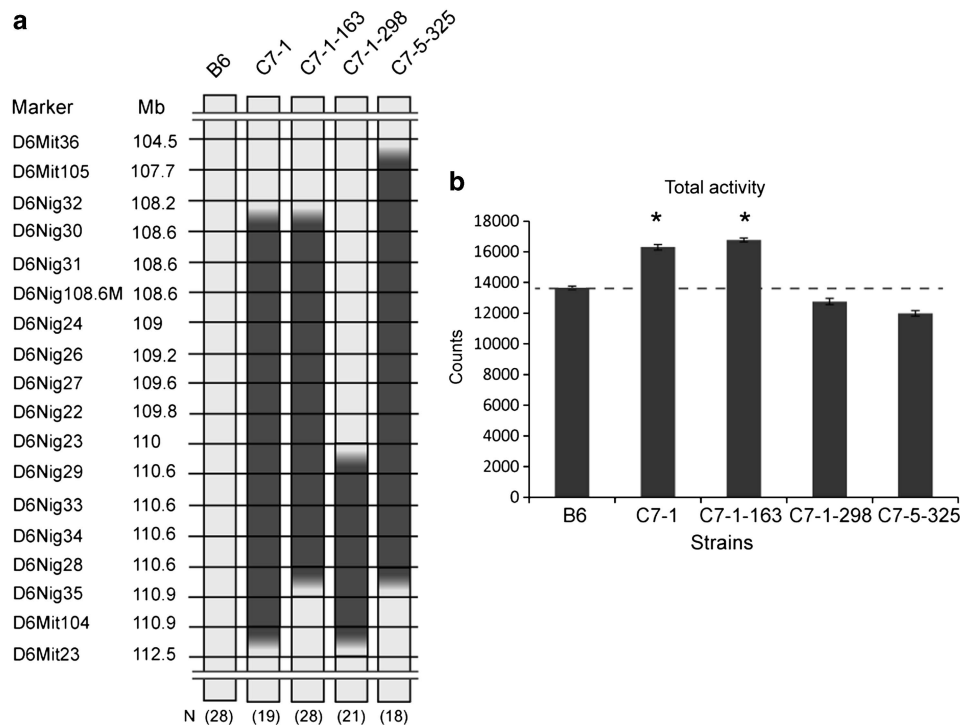 a
B6 C7-1 C7-1-163 C7-1-298 C7-5-325
Marker Mb
D6Mit36 104.5
D6Mit105 107.7
D6Nig32 108.2
D6Nig30 108.6
D6Nig31 108.6
D6Nig108.6M 108.6
D6Nig24 109
D6Nig26 109.2
D6Nig27 109.6
D6Nig22 109.8
D6Nig23 110
D6Nig29 110.6
D6Nig33 110.6
D6Nig34 110.6
D6Nig28 110.6
D6Nig35 110.9
D6Mit104 110.9
D6Mit23 112.5
N (28) (19) (28) (21) (18)
b
Total activity
Counts
18000
16000
14000
12000
10000
8000
6000
4000
2000
0
* *
B6 C7-1 C7-1-163 C7-1-298 C7-5-325
Strains